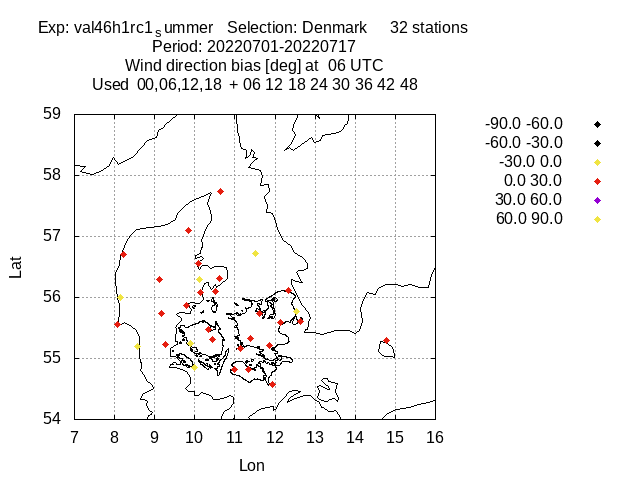 Exp: val46h1rc1summer   Selection: Denmark     32 stations
Period: 20220701-20220717
Wind direction bias [deg] at  06 UTC
Used  00,06,12,18  + 06 12 18 24 30 36 42 48
-90.0 -60.0
-60.0 -30.0
-30.0 0.0
0.0 30.0
30.0 60.0
60.0 90.0
59
58
57
56
55
54
Lat
7 8 9 10 11 12 13 14 15 16
Lon